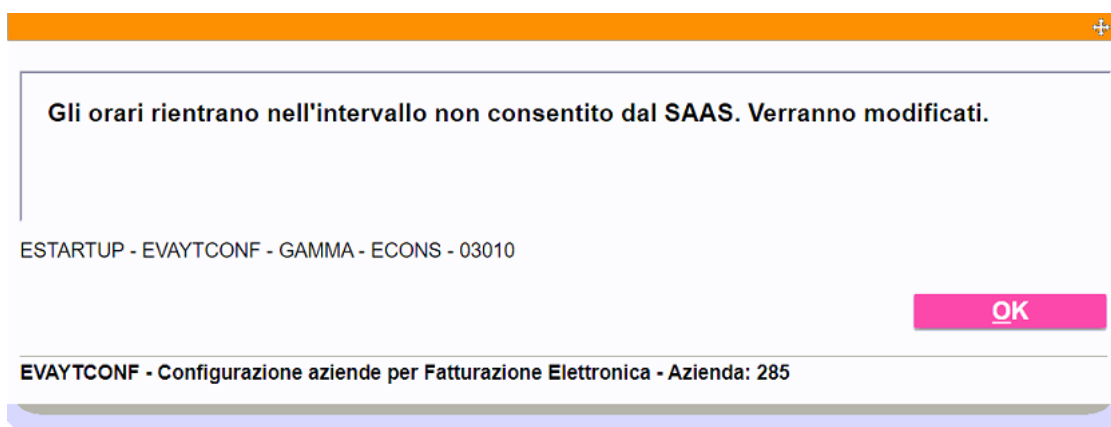 Gli orari rientrano nell'intervallo non consentito dal SAAS. Verranno modificati.
ESTARTUP - EVAYTCONF - GAMMA - ECONS - 03010
OK
EVAYTCONF - Configurazione aziende per Fatturazione Elettronica - Azienda: 285